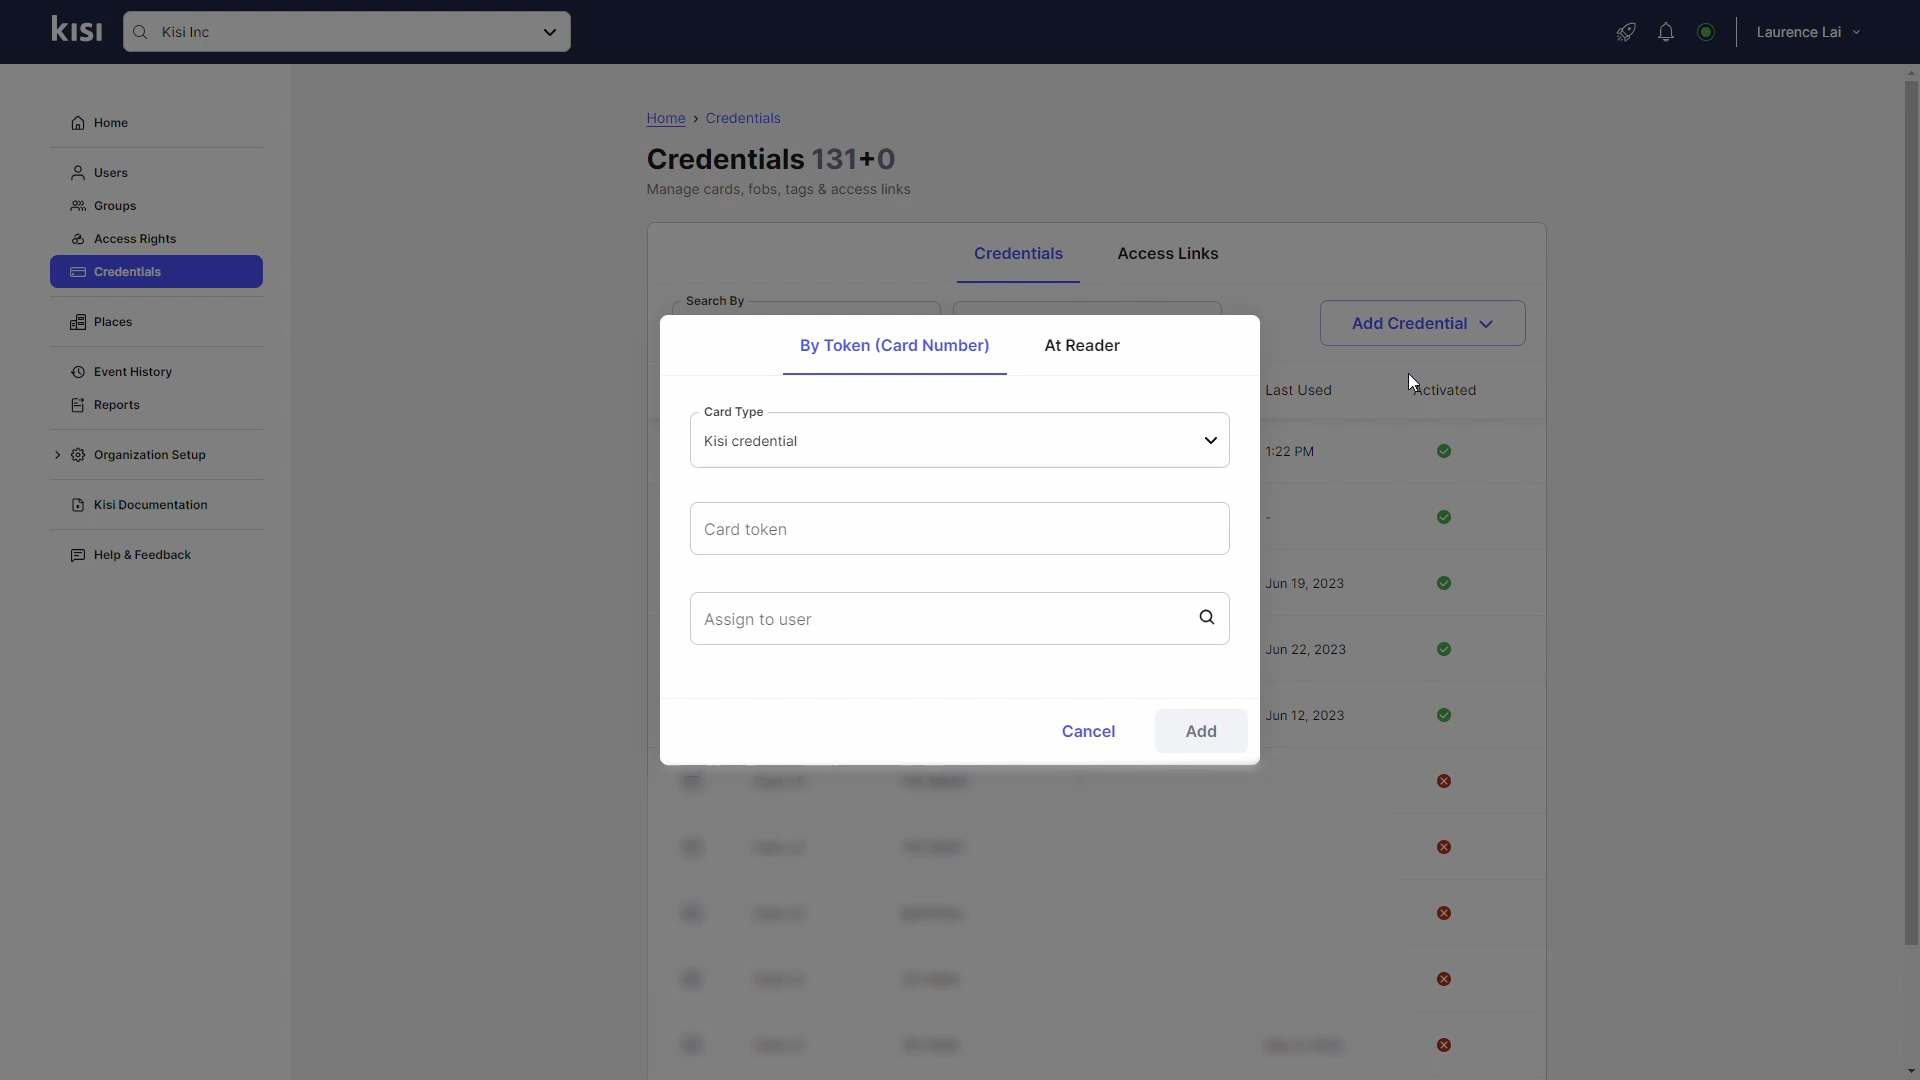 kisi
Kisi Inc
Laurence Lai
Home
Users
Groups
Access Rights
Credentials
Places
Event History
Reports
Organization Setup
Kisi Documentation
Help & Feedback
Home > Credentials
Credentials 131+0
Manage cards, fobs, tags & access links
Credentials Access Links
Search By
Add Credential
By Token (Card Number) At Reader
Card Type
Kisi credential
Card token
Assign to user
Cancel Add
Last Used Activated
1:22 PM
-
Jun 19, 2023
Jun 22, 2023
Jun 12, 2023